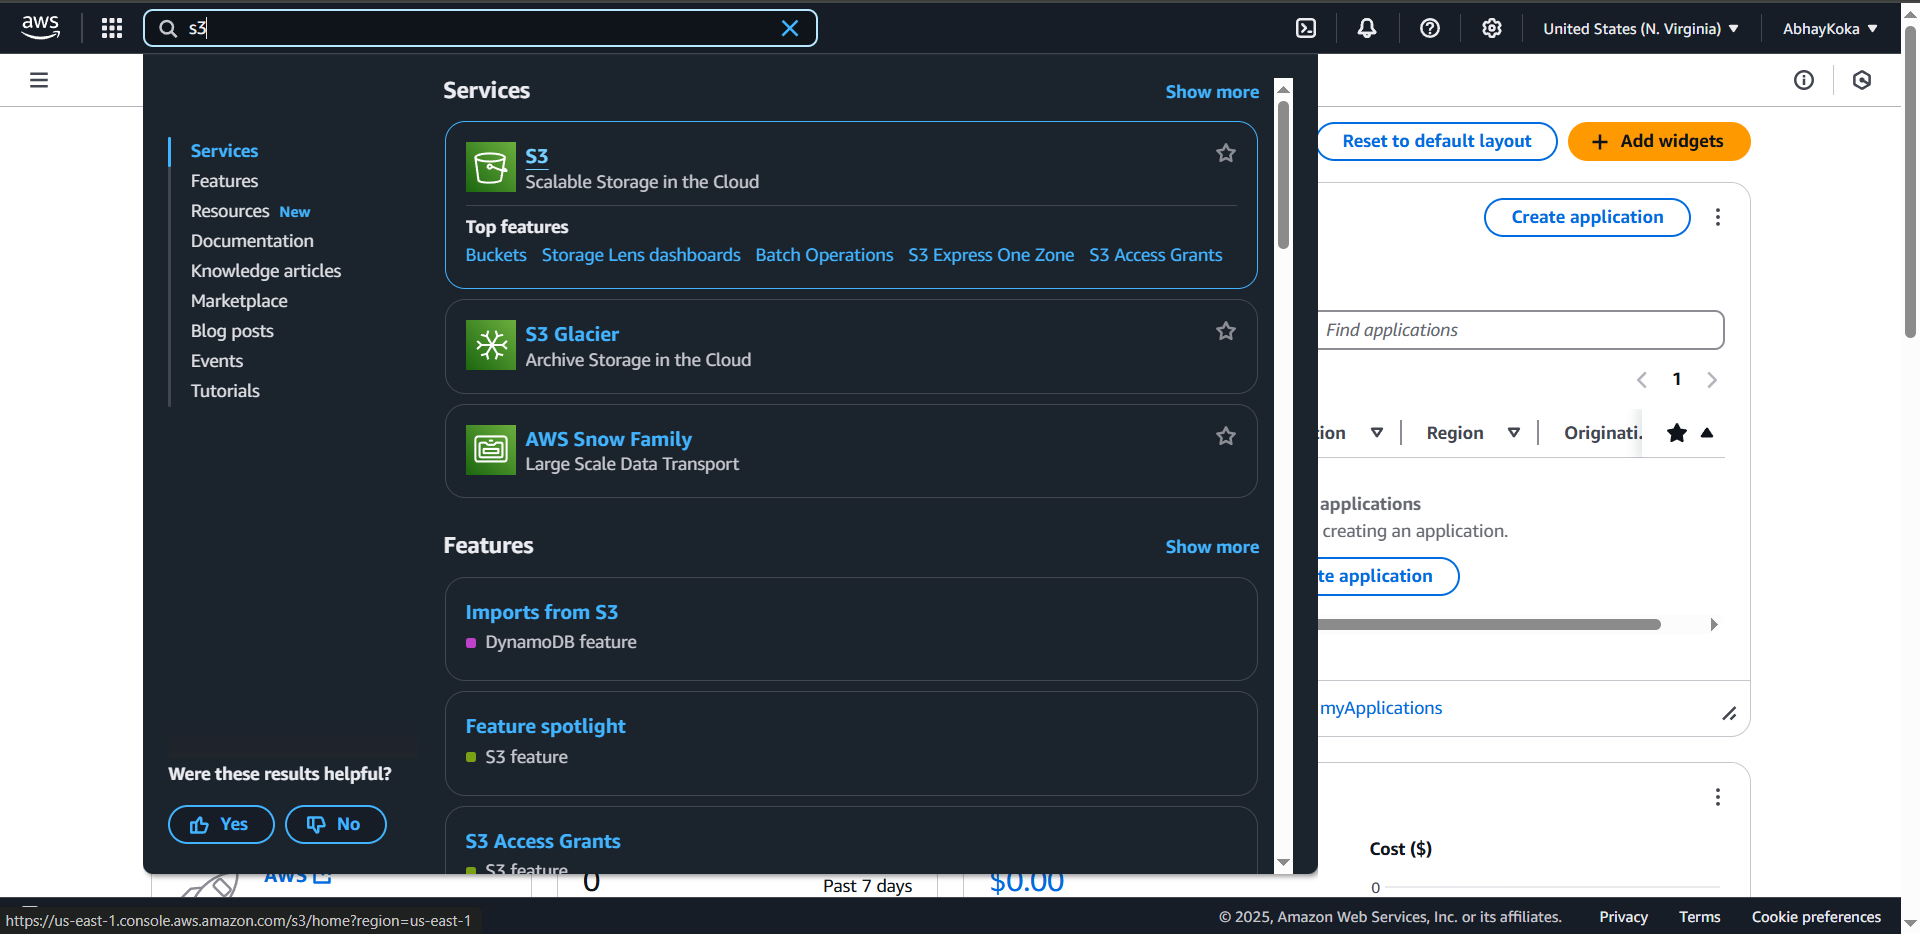 aws
s3
United States (N. Virginia)
AbhayKoka
Services
Features
Resources New
Documentation
Knowledge articles
Marketplace
Blog posts
Events
Tutorials
Were these results helpful?
Yes
No
Services
Show more
S3
Scalable Storage in the Cloud
Top features
Buckets Storage Lens dashboards Batch Operations S3 Express One Zone S3 Access Grants
S3 Glacier
Archive Storage in the Cloud
AWS Snow Family
Large Scale Data Transport
Features
Show more
Imports from S3
DynamoDB feature
Feature spotlight
S3 feature
S3 Access Grants
S3 feature
Reset to default layout
Add widgets
Create application
Find applications
1
tion
Region
Originati.
applications
creating an application.
te application
myApplications
Cost ($)
0
AWS
0
Past 7 days
$0.00
https://us-east-1.console.aws.amazon.com/s3/home?region=us-east-1
© 2025, Amazon Web Services, Inc. or its affiliates.
Privacy
Terms
Cookie preferences